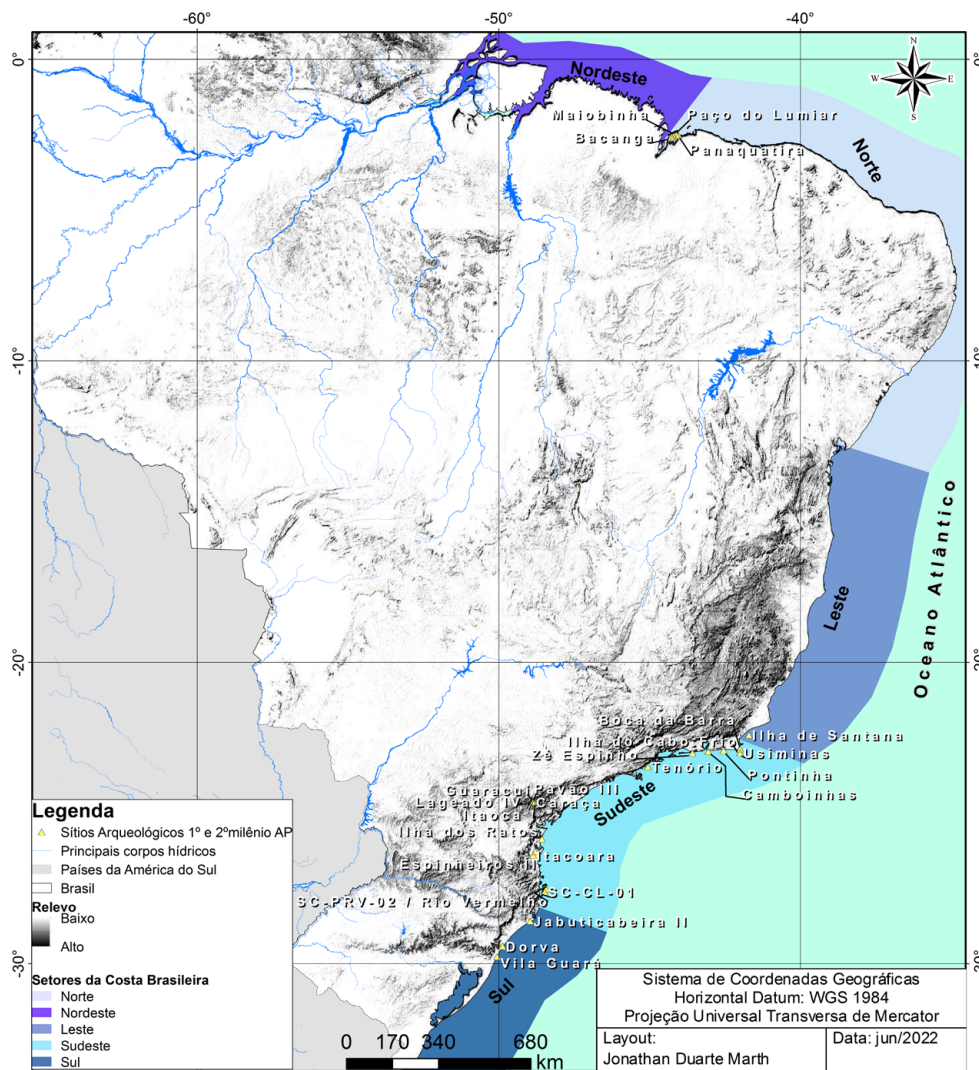 -60°
-50°
-40°
0°
0°
N
W
E
S
Nordeste
Maiobinha
Paço do Lumiar
Bacanga
Panaquatira
Norte
-10°
-10°
Oceano Atlântico
Leste
-20°
-20°
Boca da Barra
Ilha de Santana
Ilha do Cabo Frio
Zé Espinho
Usiminas
Tenório
Pontinha
Camboinhas
Guaracuí
Pavão III
Lageado IV
Caraça
Itaoca
Sudeste
Ilha dos Ratos
Itacoara
Espinheiros II
SC-CL-01
SC-PRV-02 / Rio Vermelho
Jabuticabeira II
Dorva
Vila Guará
-30°
-30°
Sul
Legenda
Sítios Arqueológicos 1º e 2ºmilênio AP
Principais corpos hídricos
Países da América do Sul
Brasil
Relevo
Baixo
Alto
Setores da Costa Brasileira
Norte
Nordeste
Leste
Sudeste
Sul
0 170 340 680
km
Sistema de Coordenadas Geográficas
Horizontal Datum: WGS 1984
Projeção Universal Transversa de Mercator
Layout:
Jonathan Duarte Marth
Data: jun/2022